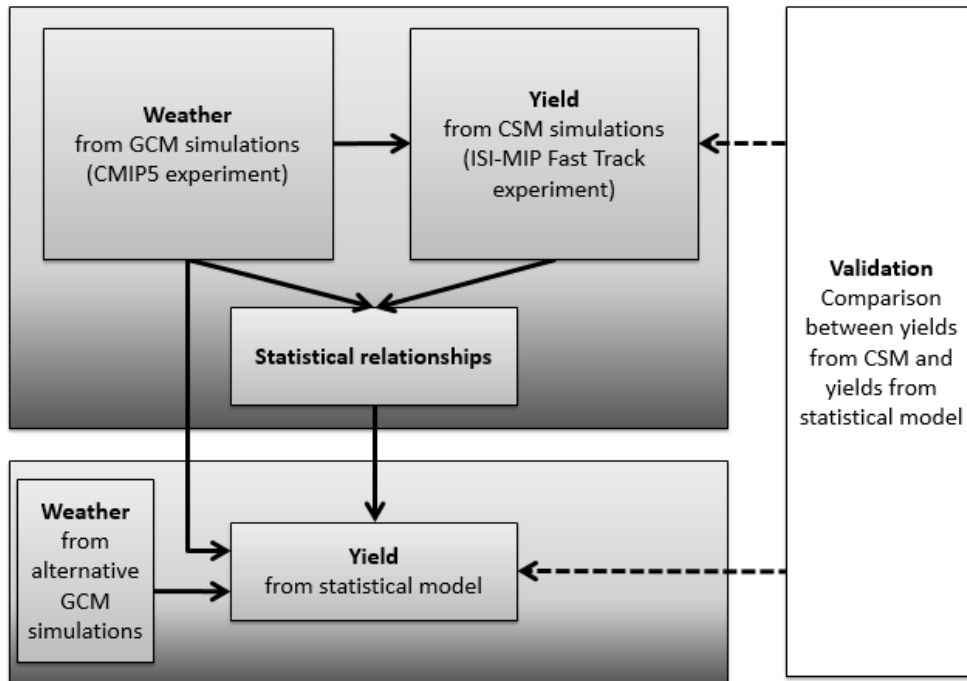 Weather
from GCM simulations
(CMIP5 experiment)
Yield
from CSM simulations
(ISI-MIP Fast Track
experiment)
Statistical relationships
Validation
Comparison
between yields
from CSM and
yields from
statistical model
Weather
from
alternative
GCM
simulations
Yield
from statistical model